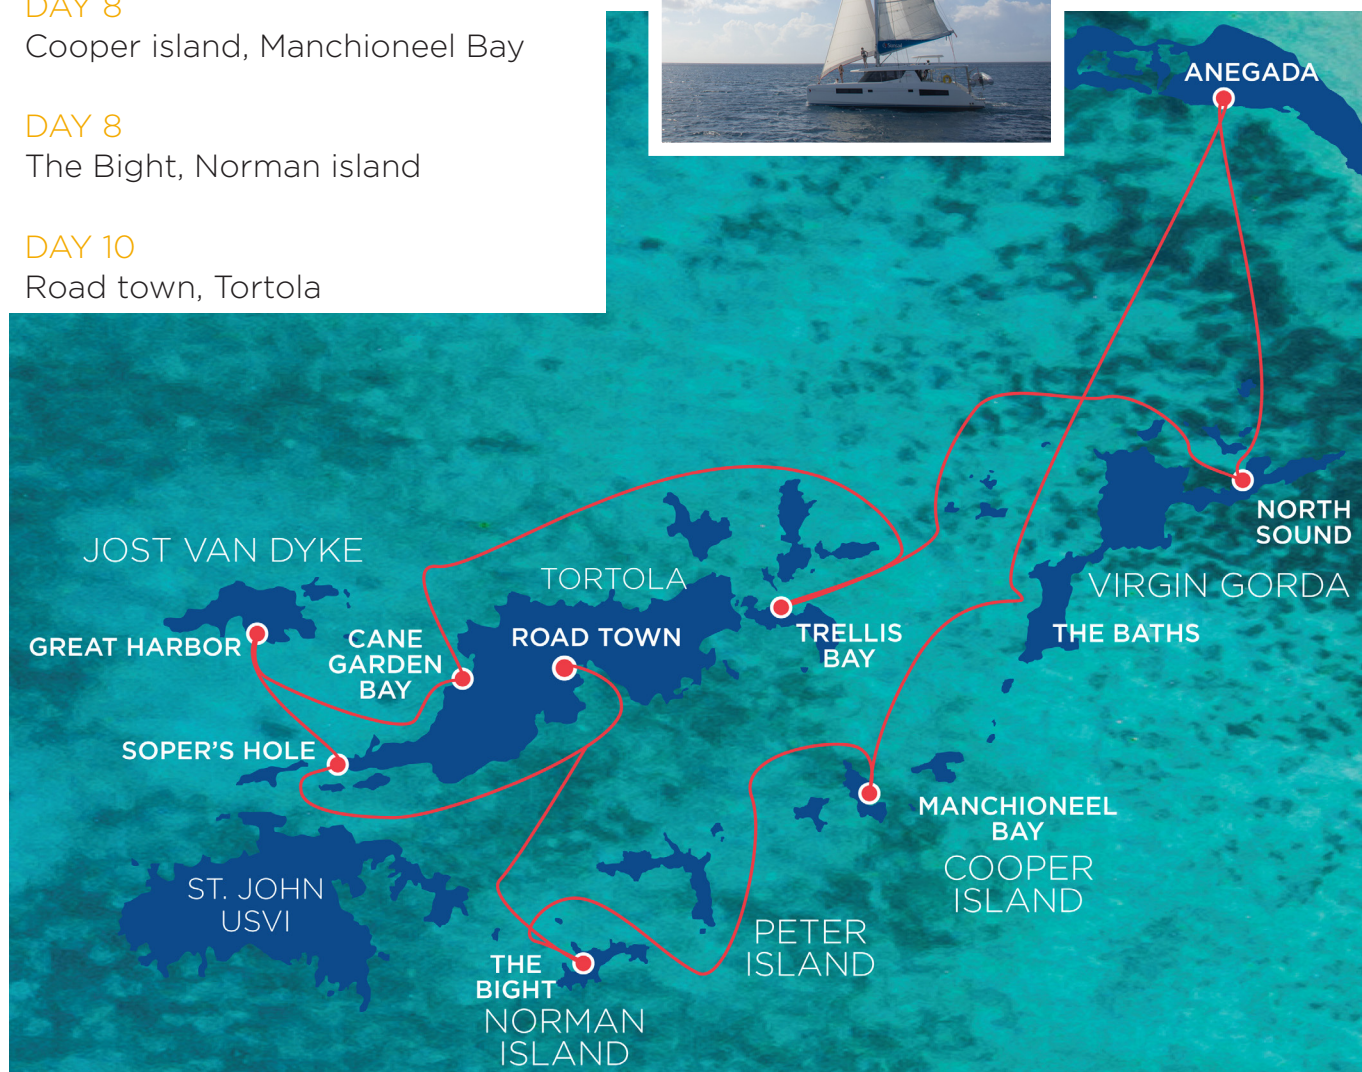 DAY 8
Cooper island, Manchioneel Bay
DAY 8
The Bight, Norman island
DAY 10
Road town, Tortola
ANEGADA
NORTH
SOUND
JOST VAN DYKE
TORTOLA
VIRGIN GORDA
GREAT HARBOR
CANE
GARDEN
BAY
ROAD TOWN
TRELLIS
BAY
THE BATHS
SOPER'S HOLE
MANCHIONEEL
BAY
COOPER
ISLAND
ST. JOHN
USVI
PETER
ISLAND
THE
BIGHT
NORMAN
ISLAND